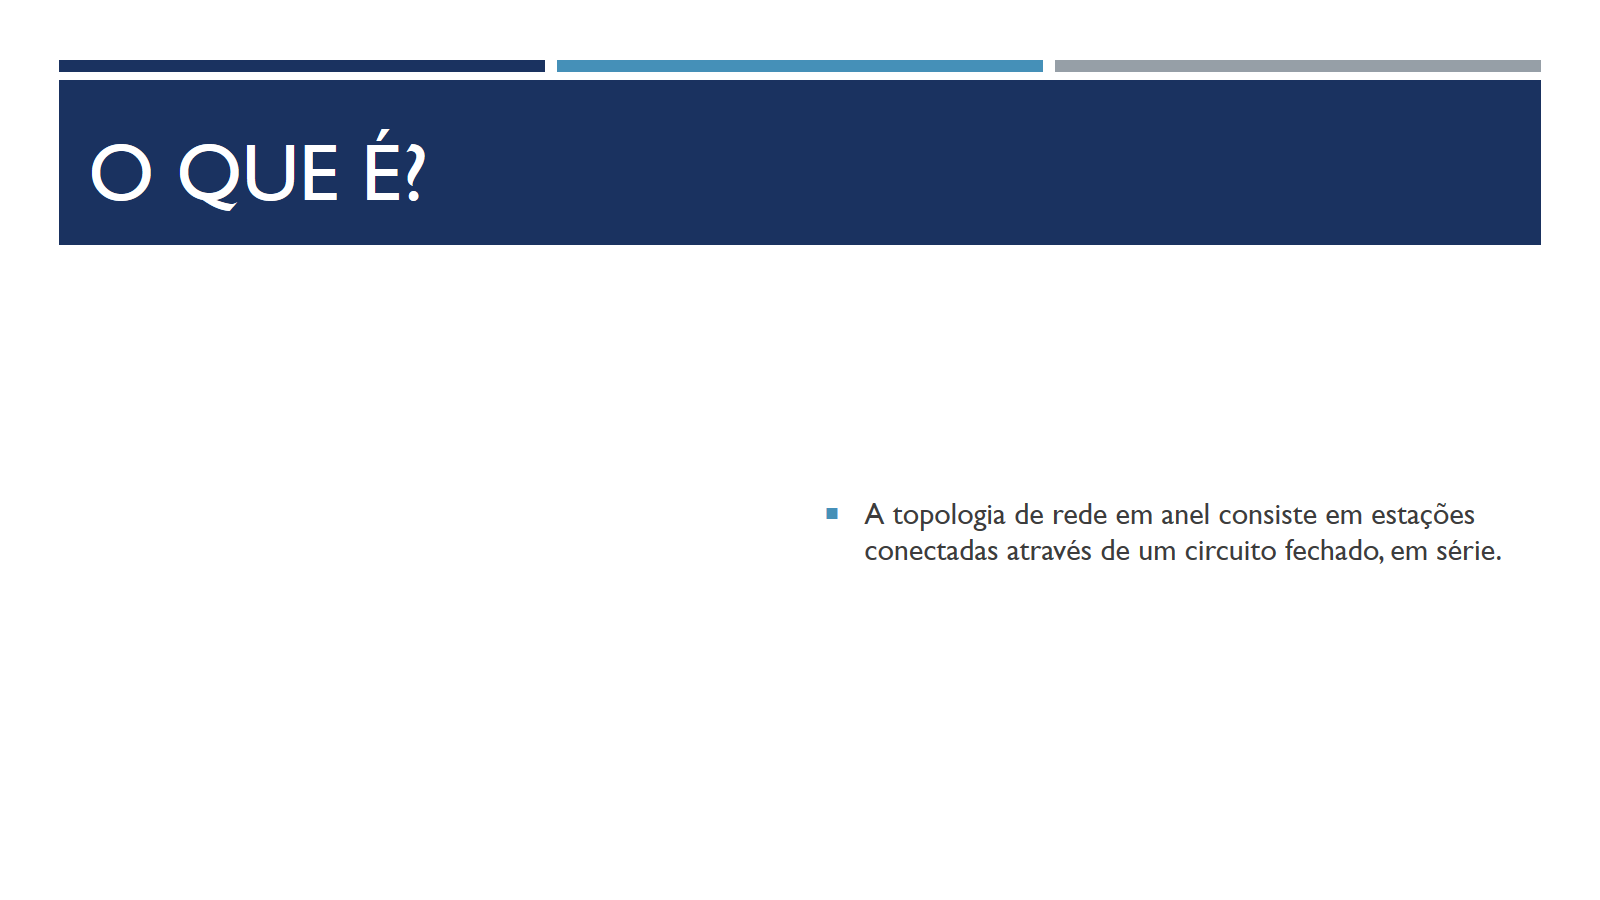 O QUE É?
A topologia de rede em anel consiste em estações
conectadas através de um circuito fechado, em série.